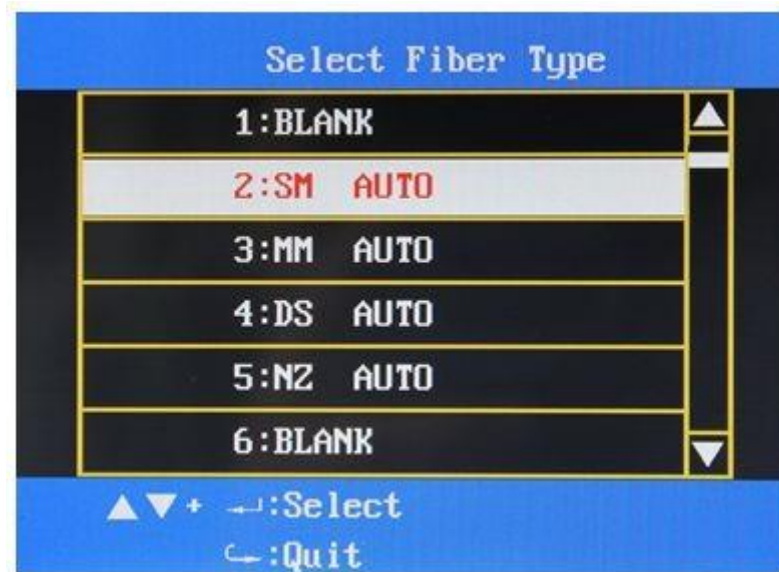 Select Fiber Type
1:BLANK
2:SM AUTO
3:MM AUTO
4:DS AUTO
5:NZ AUTO
6:BLANK
▲▼+ ↵:Select
↪:Quit